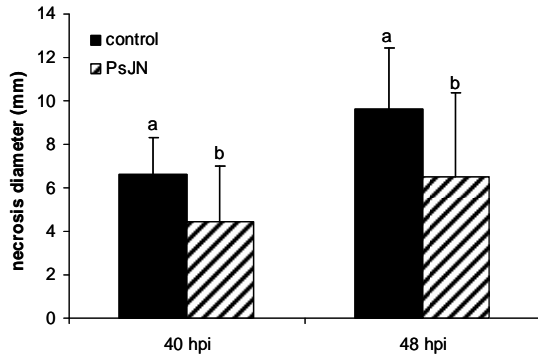 14
12
10
8
6
4
2
0
necrosis diameter (mm)
control
PsJN
a
b
a
b
40 hpi
48 hpi